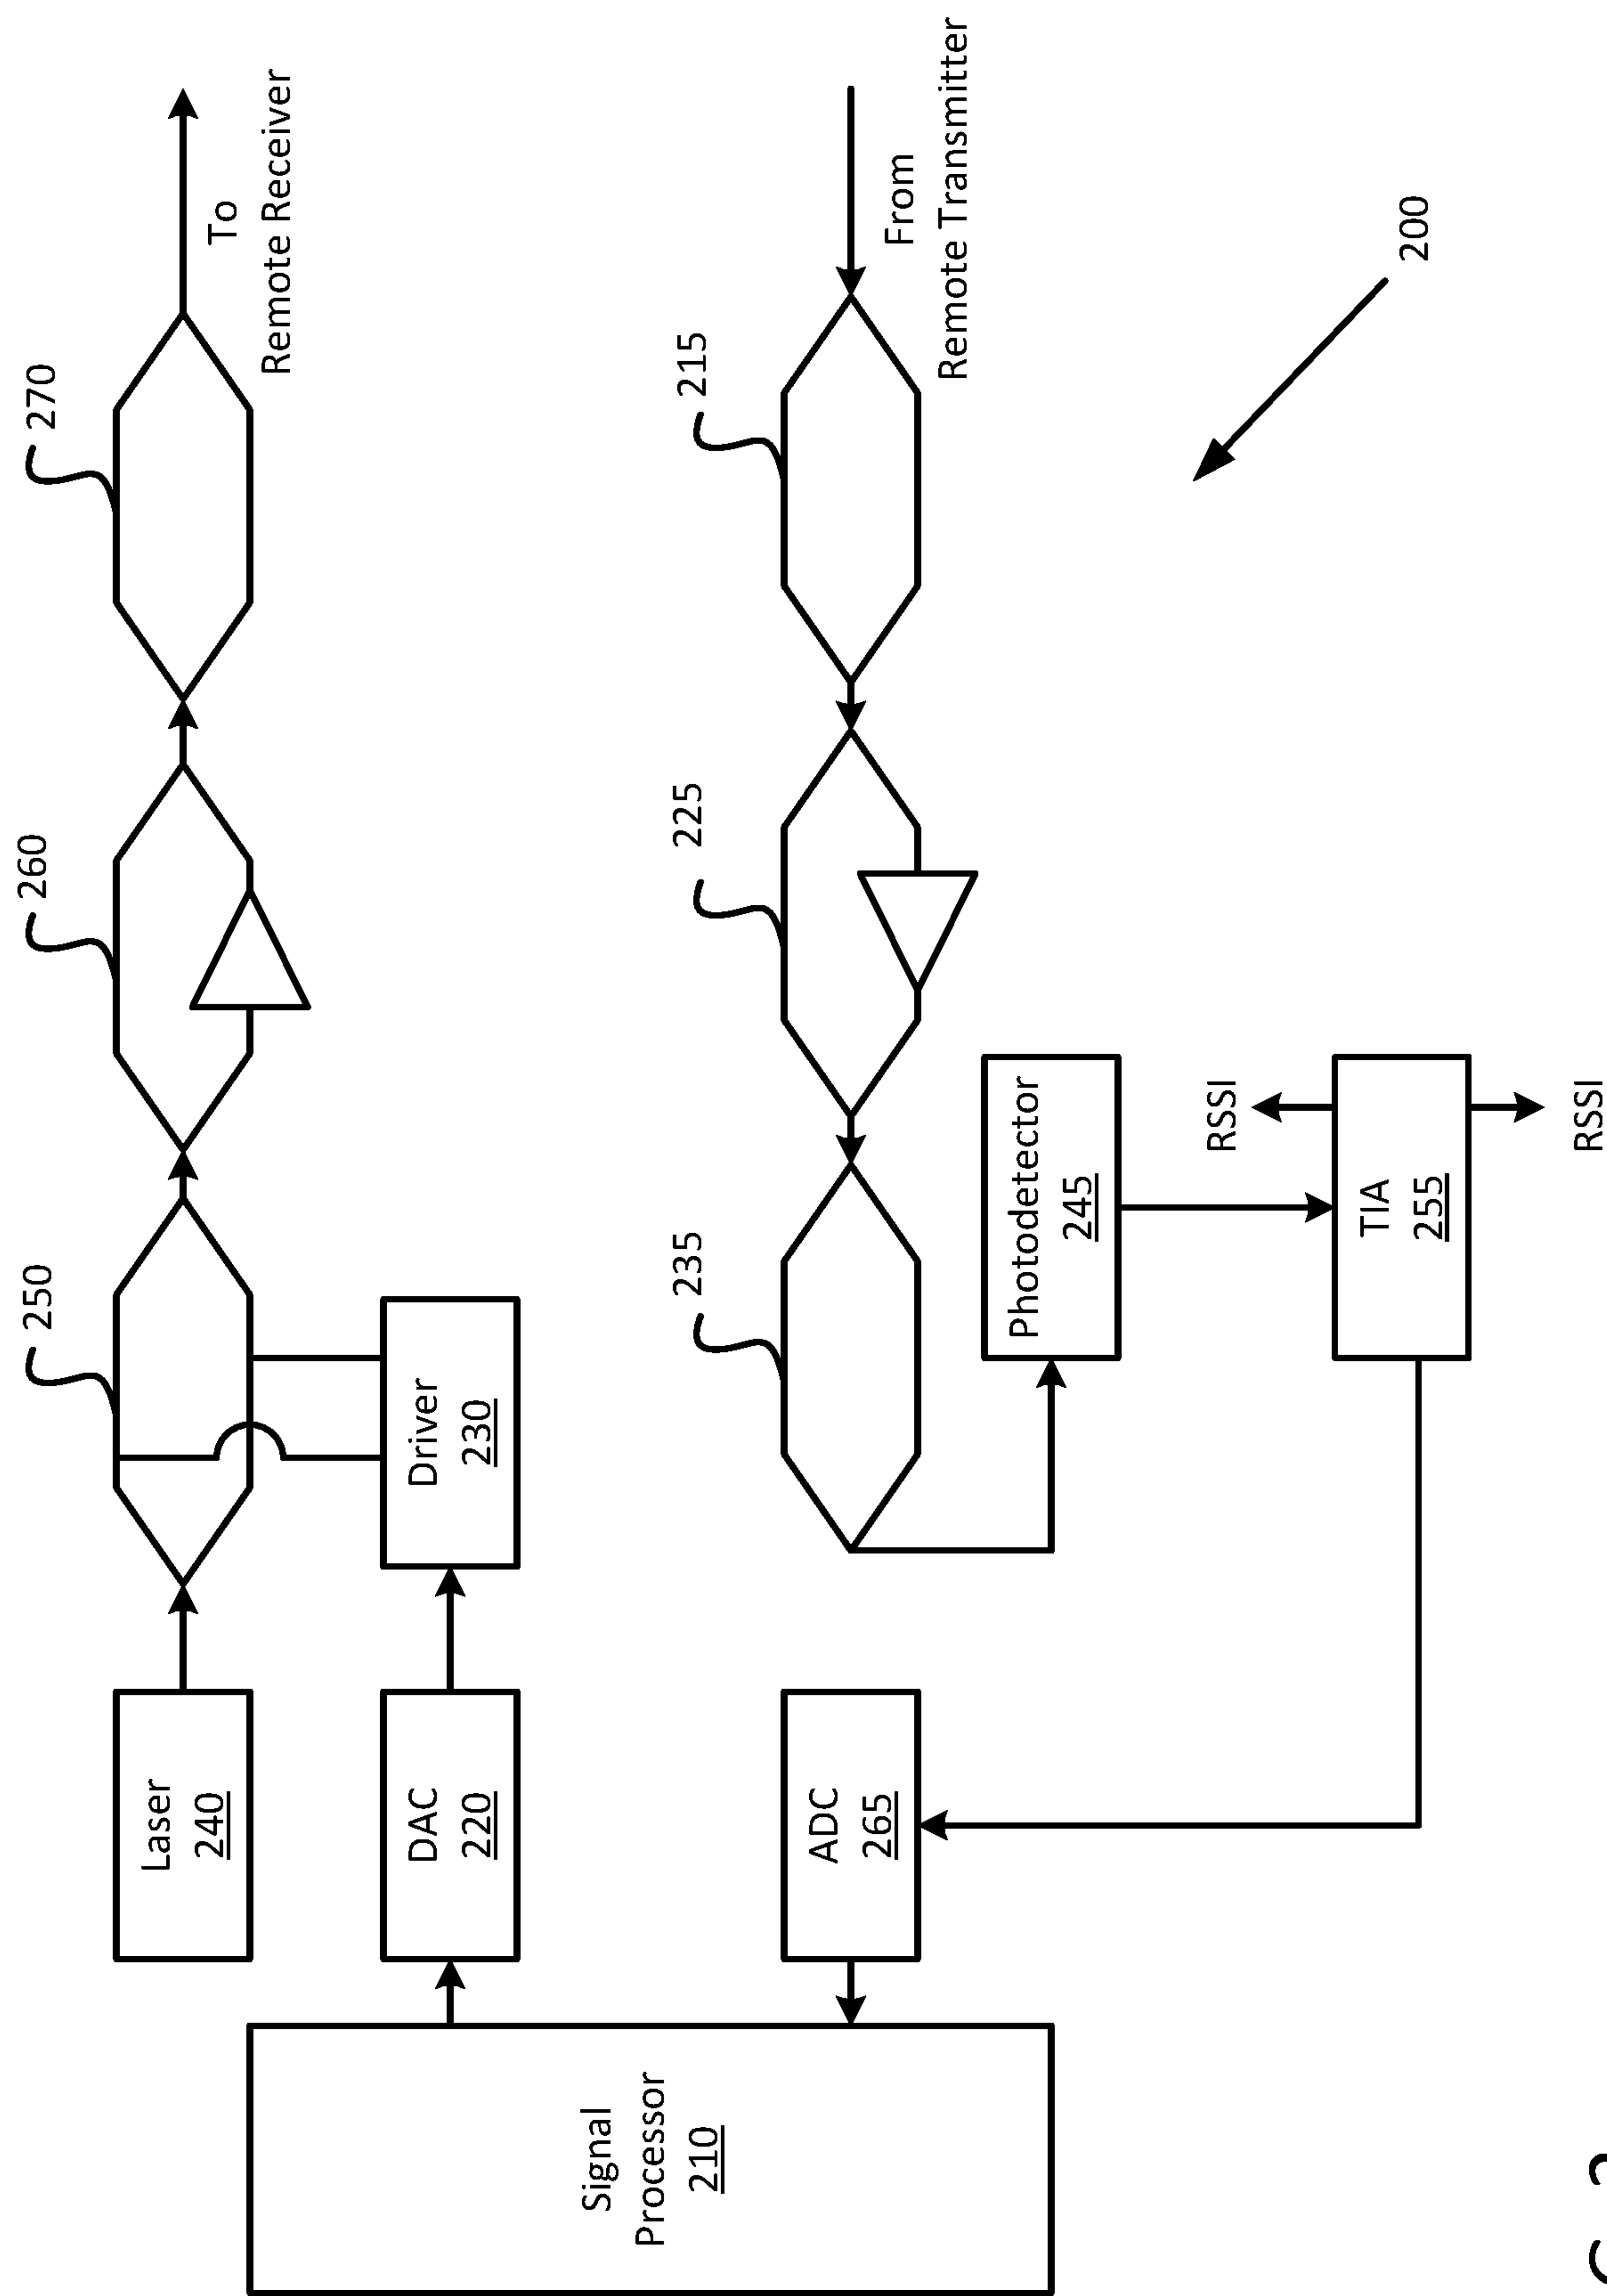 270
To
Remote Receiver
260
250
Laser
240
Driver
230
DAC
220
Signal
Processor
210
215
From
Remote Transmitter
225
235
Photodetector
245
RSSI
TIA
255
RSSI
ADC
265
200